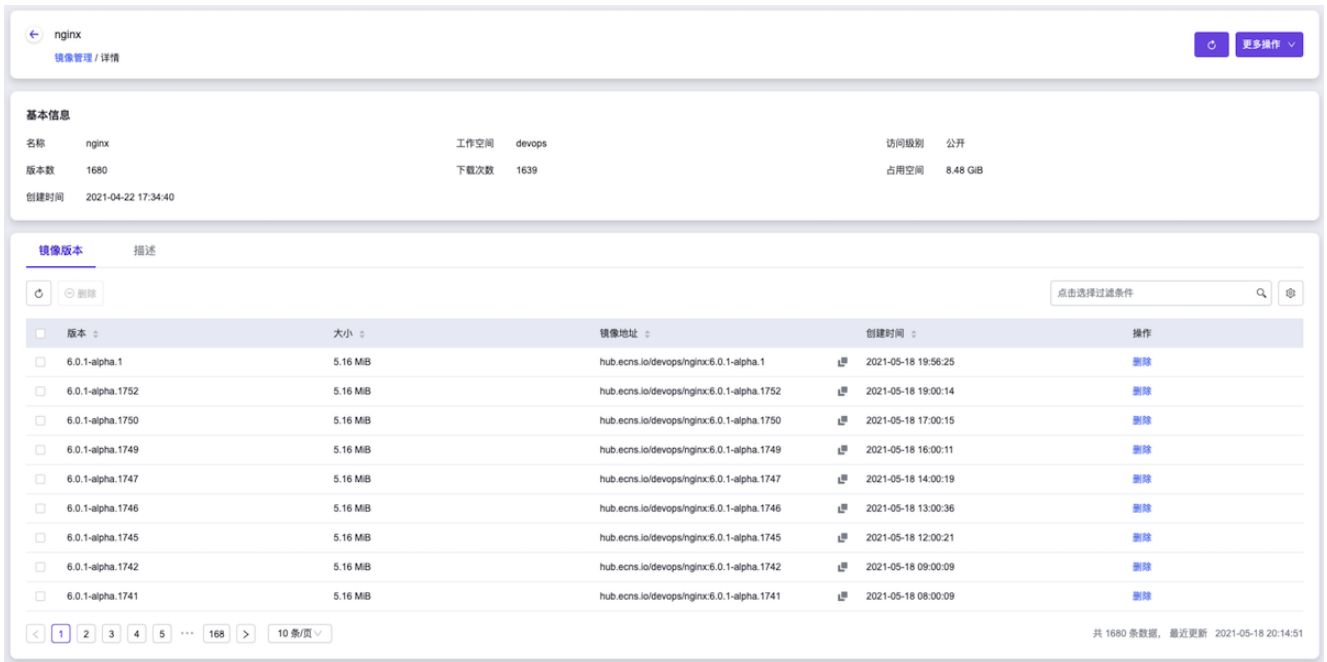 nginx
镜像管理 / 详情
更多操作
基本信息
名称 nginx 工作空间 devops 访问级别 公开
版本数 1680 下载次数 1639 占用空间 8.48 GiB
创建时间 2021-04-22 17:34:40
镜像版本 描述
删除 点击选择过滤条件
版本 大小 镜像地址 创建时间 操作
6.0.1-alpha.1 5.16 MiB hub.ecns.io/devops/nginx:6.0.1-alpha.1 2021-05-18 19:56:25 删除
6.0.1-alpha.1752 5.16 MiB hub.ecns.io/devops/nginx:6.0.1-alpha.1752 2021-05-18 19:00:14 删除
6.0.1-alpha.1750 5.16 MiB hub.ecns.io/devops/nginx:6.0.1-alpha.1750 2021-05-18 17:00:15 删除
6.0.1-alpha.1749 5.16 MiB hub.ecns.io/devops/nginx:6.0.1-alpha.1749 2021-05-18 16:00:11 删除
6.0.1-alpha.1747 5.16 MiB hub.ecns.io/devops/nginx:6.0.1-alpha.1747 2021-05-18 14:00:19 删除
6.0.1-alpha.1746 5.16 MiB hub.ecns.io/devops/nginx:6.0.1-alpha.1746 2021-05-18 13:00:36 删除
6.0.1-alpha.1745 5.16 MiB hub.ecns.io/devops/nginx:6.0.1-alpha.1745 2021-05-18 12:00:21 删除
6.0.1-alpha.1742 5.16 MiB hub.ecns.io/devops/nginx:6.0.1-alpha.1742 2021-05-18 09:00:09 删除
6.0.1-alpha.1741 5.16 MiB hub.ecns.io/devops/nginx:6.0.1-alpha.1741 2021-05-18 08:00:09 删除
< 1 2 3 4 5 ··· 168 > 10 条/页 共 1680 条数据, 最近更新 2021-05-18 20:14:51